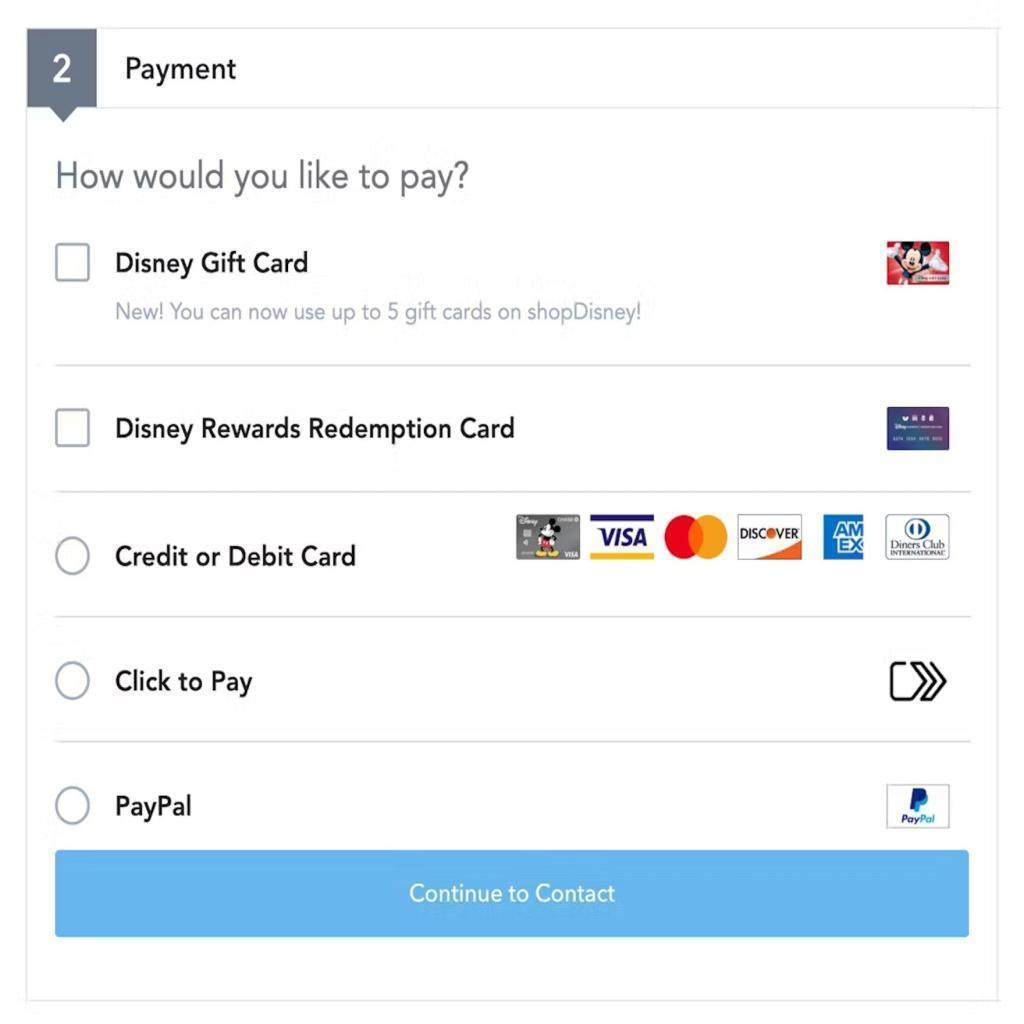 2
Payment
How would you like to pay?
Disney Gift Card
New! You can now use up to 5 gift cards on shopDisney!
Disney Rewards Redemption Card
Credit or Debit Card
Disney
VISA
VISA
DISCOVER
AM
EX
Diners Club
INTERNATIONAL
Click to Pay
PayPal
PayPal
Continue to Contact